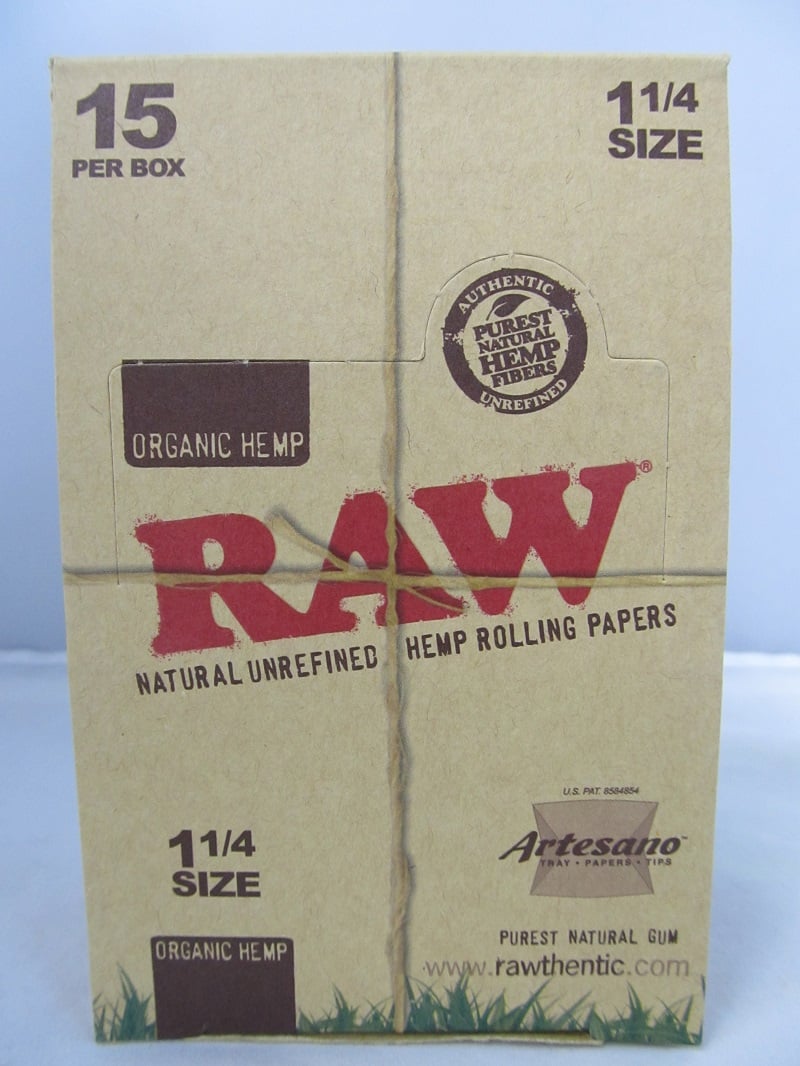 15
PER BOX
1 1/4
SIZE
AUTHENTIC
PUREST
NATURAL
HEMP
FIBERS
UNREFINED
ORGANIC HEMP
RAW®
NATURAL UNREFINED HEMP ROLLING PAPERS
U.S. PAT. 8584854
Artesano™
TRAY • PAPERS • TIPS
1 1/4
SIZE
PUREST NATURAL GUM
ORGANIC HEMP
www.rawthentic.com